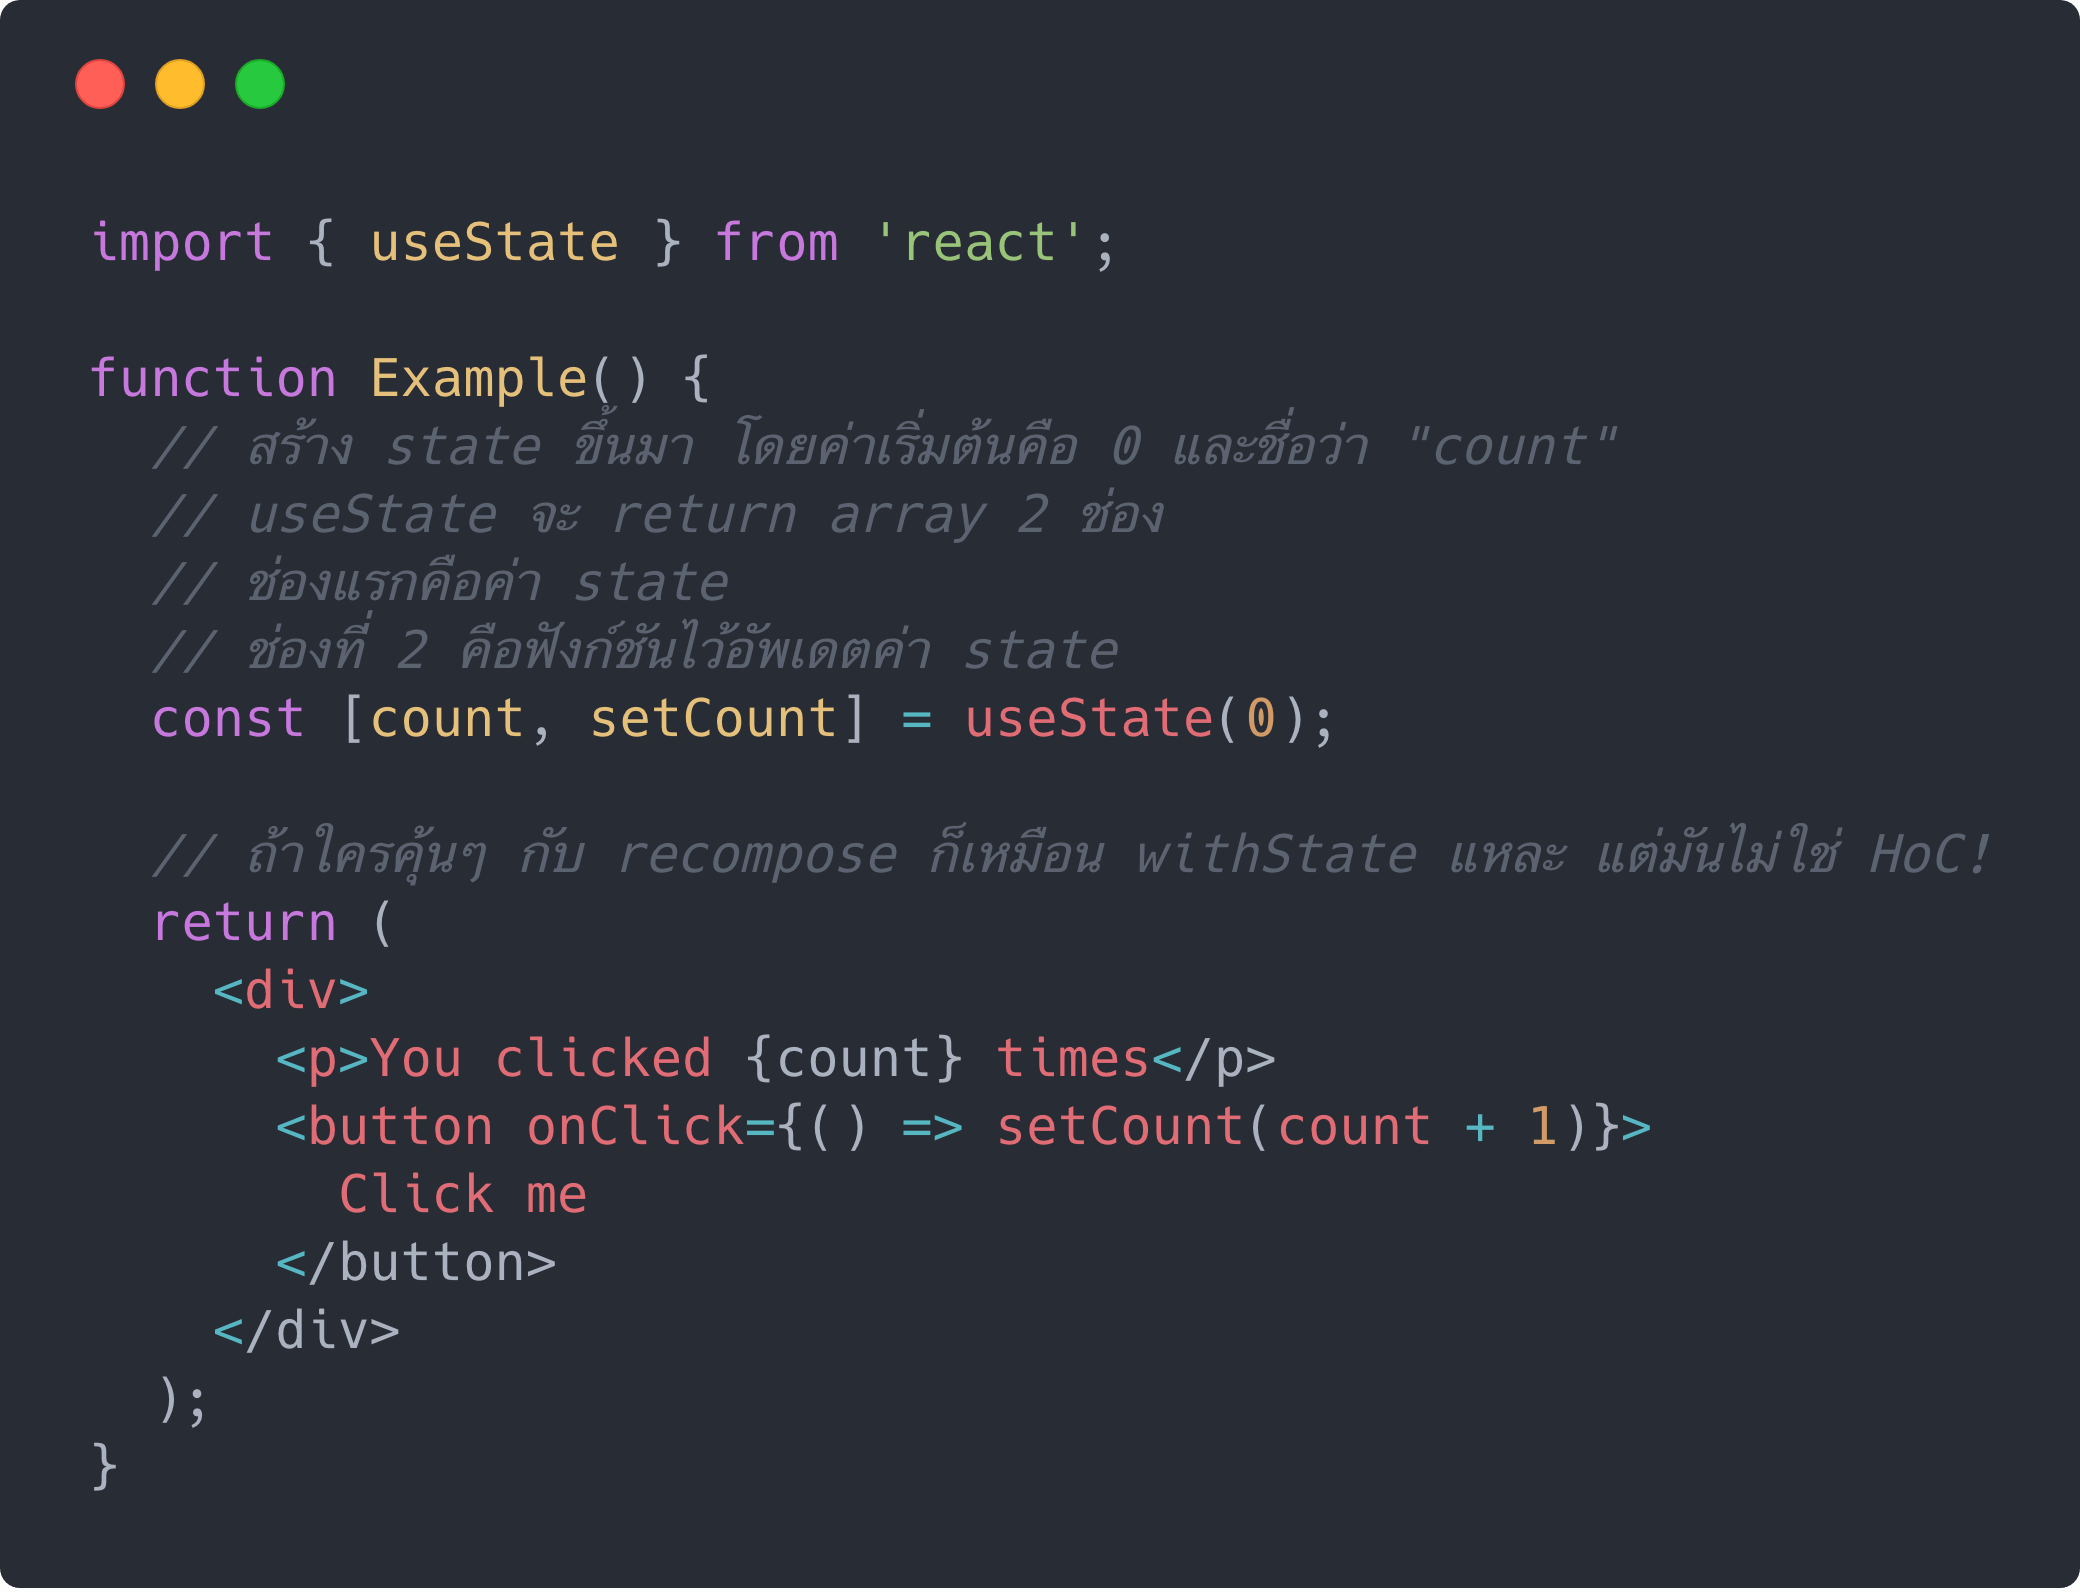 import { useState } from 'react';
function Example() {
// สร้าง state ขึ้นมา โดยค่าเริ่มต้นคือ 0 และชื่อว่า "count"
// useState จะ return array 2 ช่อง
// ช่องแรกคือค่า state
// ช่องที่ 2 คือฟังก์ชันไว้อัพเดตค่า state
const [count, setCount] = useState(0);
// ถ้าใครคุ้นๆ กับ recompose ก็เหมือน withState แหละ แต่มันไม่ใช่ HoC!
return (
<div>
<p>You clicked {count} times</p>
<button onClick={() => setCount(count + 1)}>
Click me
</button>
</div>
);
}